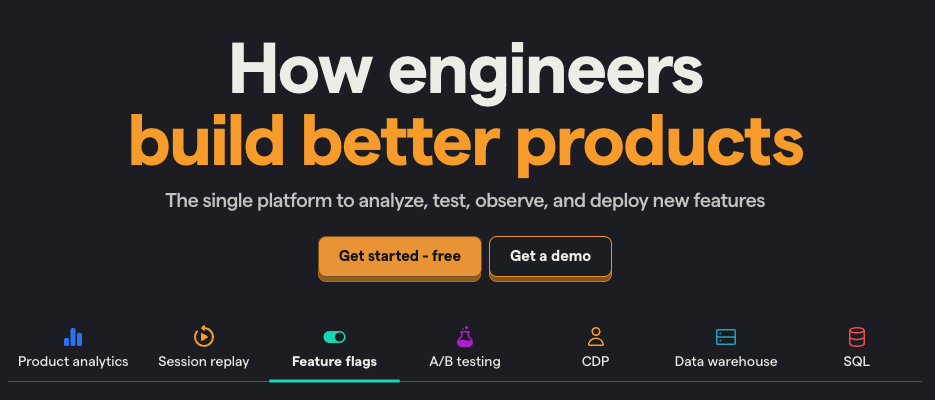 How engineers
build better products
The single platform to analyze, test, observe, and deploy new features
Get started - free
Get a demo
Product analytics
Session replay
Feature flags
A/B testing
CDP
Data warehouse
SQL